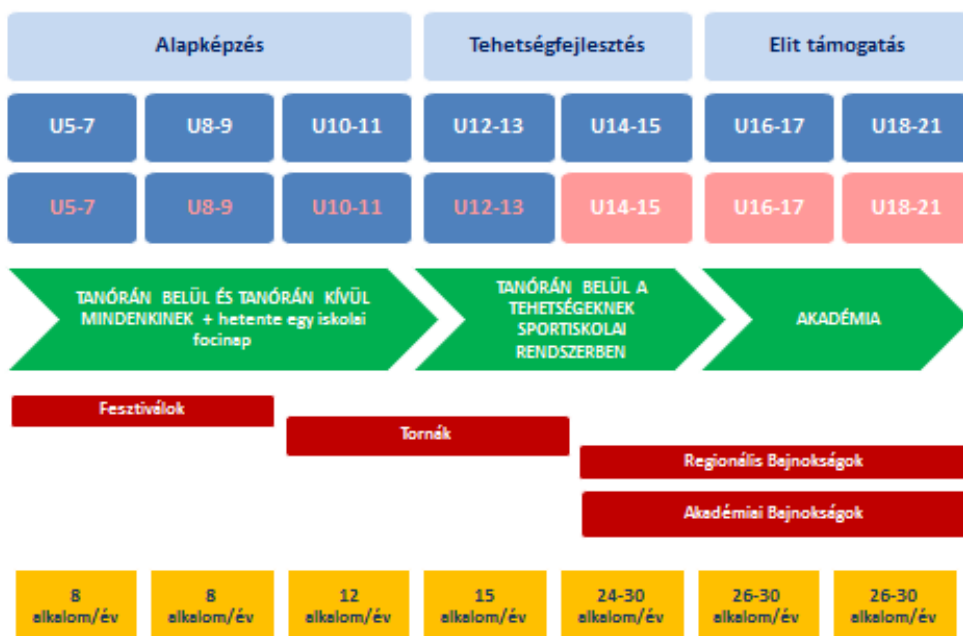 Alapképzés
Tehetségfejlesztés
Elit támogatás
U5-7
U8-9
U10-11
U12-13
U14-15
U16-17
U18-21
U5-7
U8-9
U10-11
U12-13
U14-15
U16-17
U18-21
TANÓRÁN BELÜL ÉS TANÓRÁN KÍVÜL
MINDENKINEK + hetente egy iskolai
focinap
TANÓRÁN BELÜL A
TEHETSÉGEKNEK
SPORTISKOLAI
RENDSZERBEN
AKADÉMIA
Fesztiválok
Tornák
Regionális Bajnokságok
Akadémiai Bajnokságok
8
alkalom/év
8
alkalom/év
12
alkalom/év
15
alkalom/év
24-30
alkalom/év
26-30
alkalom/év
26-30
alkalom/év